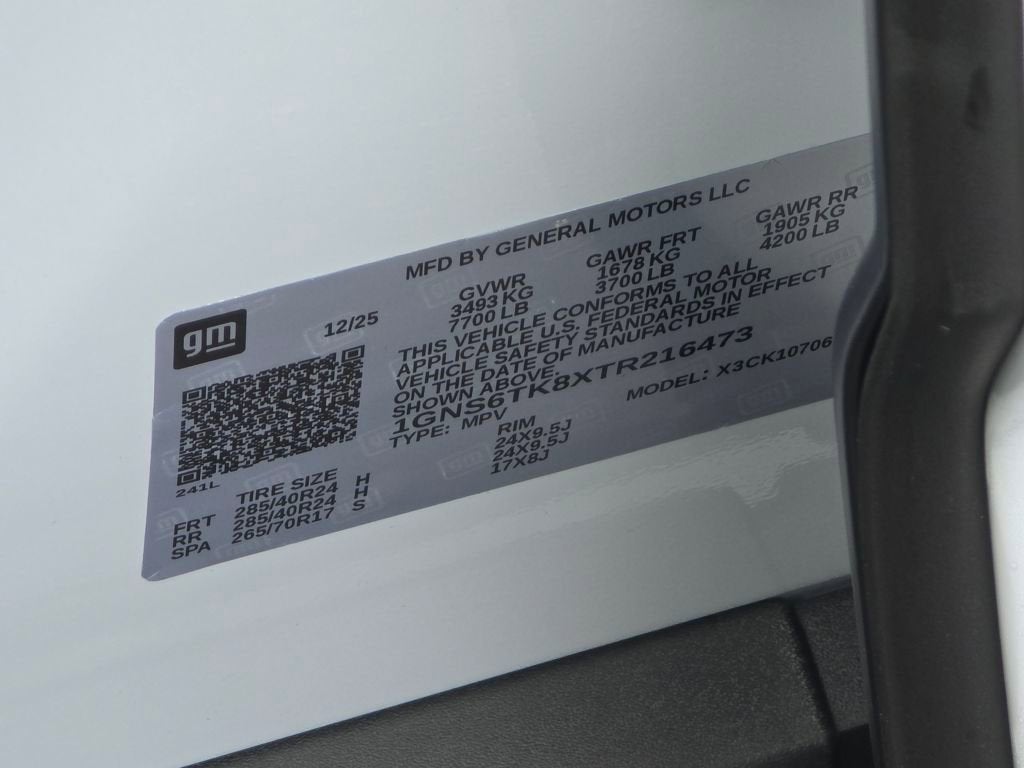 MFD BY GENERAL MOTORS LLC
gm
12/25
GVWR GAWR FRT GAWR RR
3493 KG 1678 KG 1905 KG
7700 LB 3700 LB 4200 LB
THIS VEHICLE CONFORMS TO ALL
APPLICABLE U.S. FEDERAL MOTOR
VEHICLE SAFETY STANDARDS IN EFFECT
ON THE DATE OF MANUFACTURE
SHOWN ABOVE.
1GNS6TK8XTR216473
TYPE: MPV MODEL: X3CK10706
241L
TIRE SIZE RIM
FRT 285/40R24 H 24X9.5J
RR 285/40R24 H 24X9.5J
SPA 265/70R17 S 17X8J